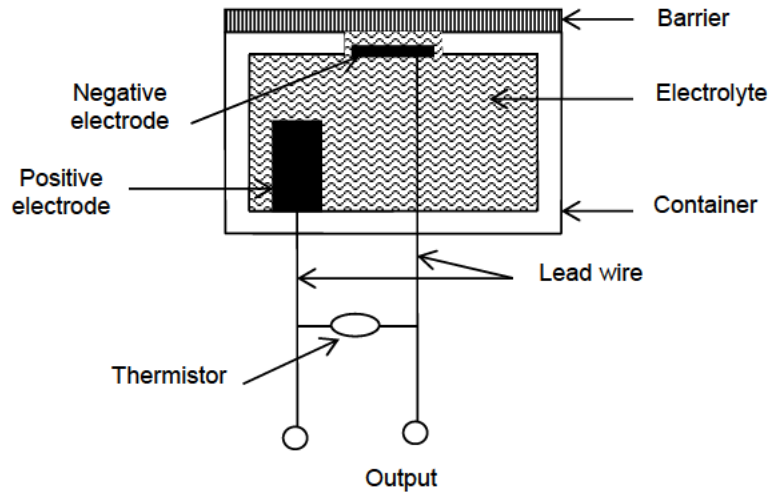 Barrier
Negative
electrode
Electrolyte
Positive
electrode
Container
Lead wire
Thermistor
Output